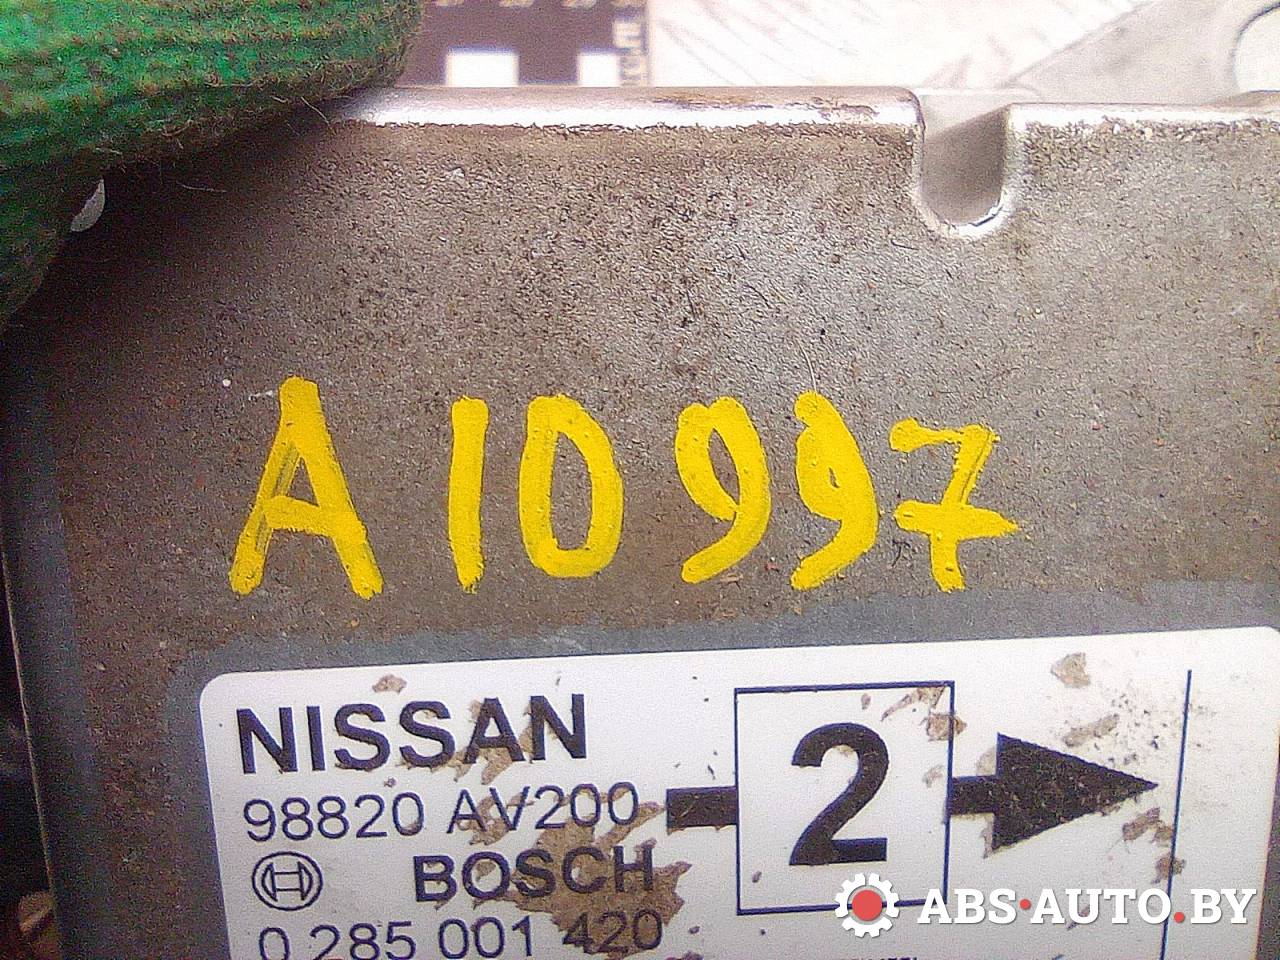 A10997
NISSAN
98820 AV200
2
BOSCH
0 285 001 420
ABS-AUTO.BY